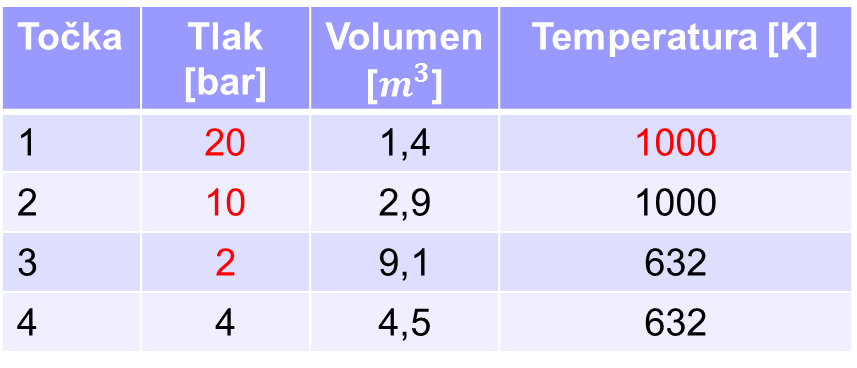 Točka Tlak Volumen Temperatura [K]
[bar] [m³]
1 20 1,4 1000
2 10 2,9 1000
3 2 9,1 632
4 4 4,5 632